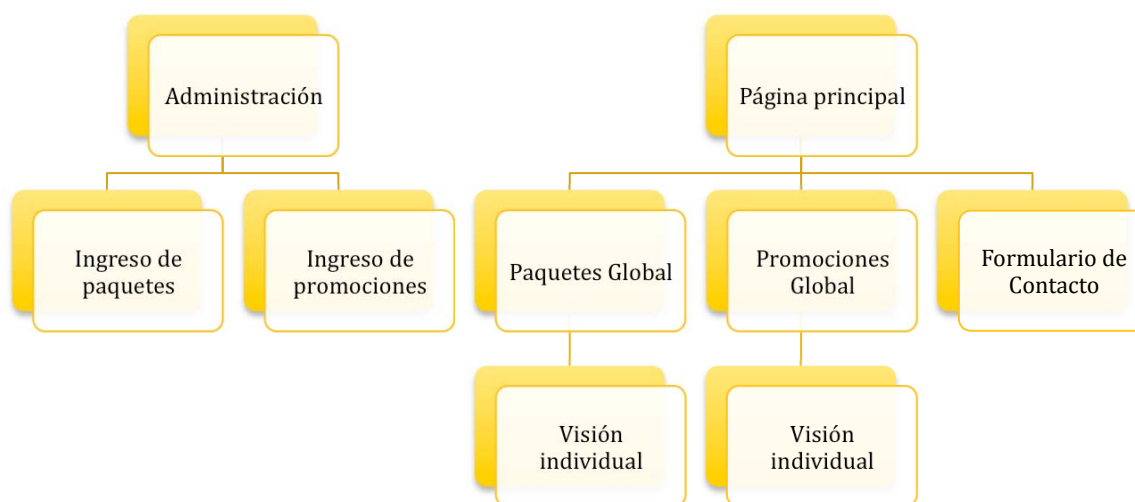 Administración
Página principal
Ingreso de
paquetes
Ingreso de
promociones
Paquetes Global
Promociones
Global
Formulario de
Contacto
Visión
individual
Visión
individual